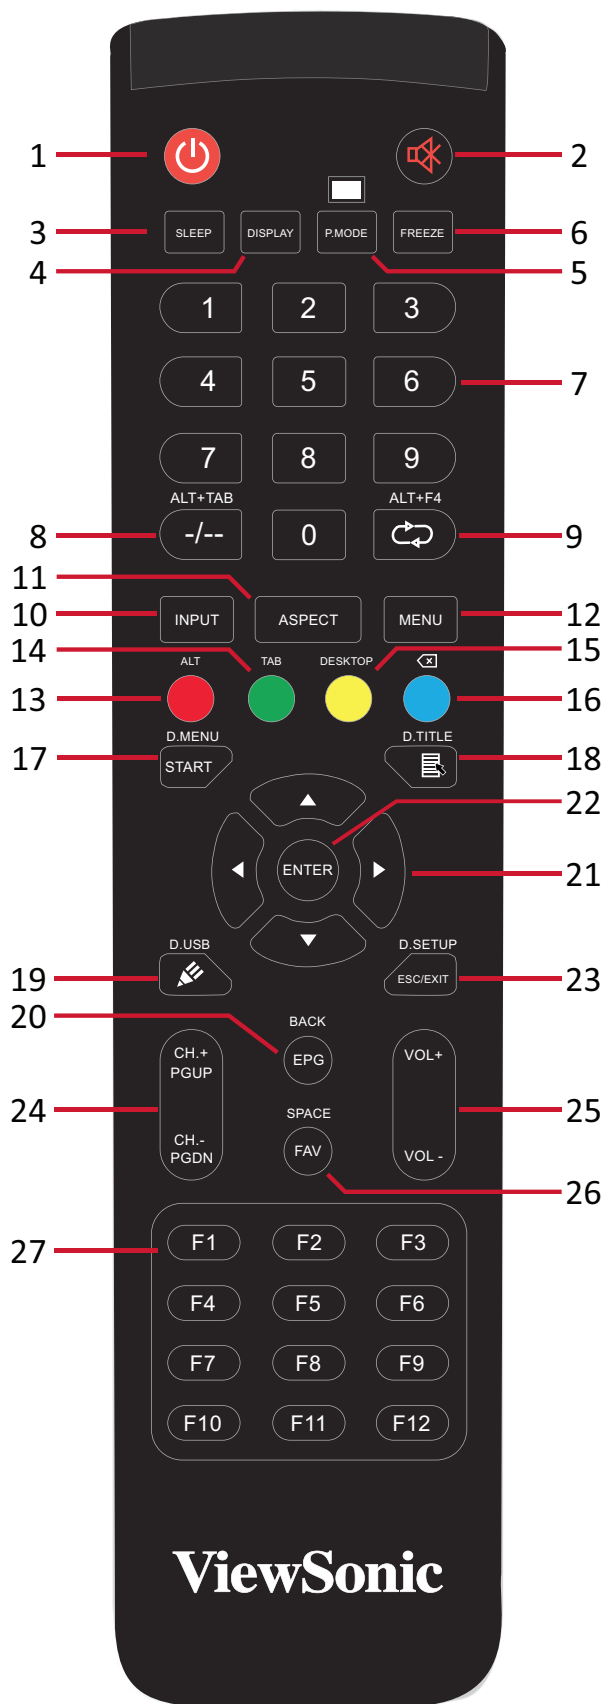 1
2
3
SLEEP
DISPLAY
P.MODE
FREEZE
6
4
5
1
2
3
4
5
6
7
7
8
9
ALT+TAB
ALT+F4
8
-/--
0
9
11
10
INPUT
ASPECT
MENU
12
14
ALT
TAB
DESKTOP
15
13
16
D.MENU
D.TITLE
17
START
18
22
ENTER
21
D.USB
D.SETUP
19
ESC/EXIT
23
20
BACK
EPG
CH.+
PGUP
VOL+
24
25
SPACE
CH.-
PGDN
FAV
VOL -
26
27
F1
F2
F3
F4
F5
F6
F7
F8
F9
F10
F11
F12
ViewSonic